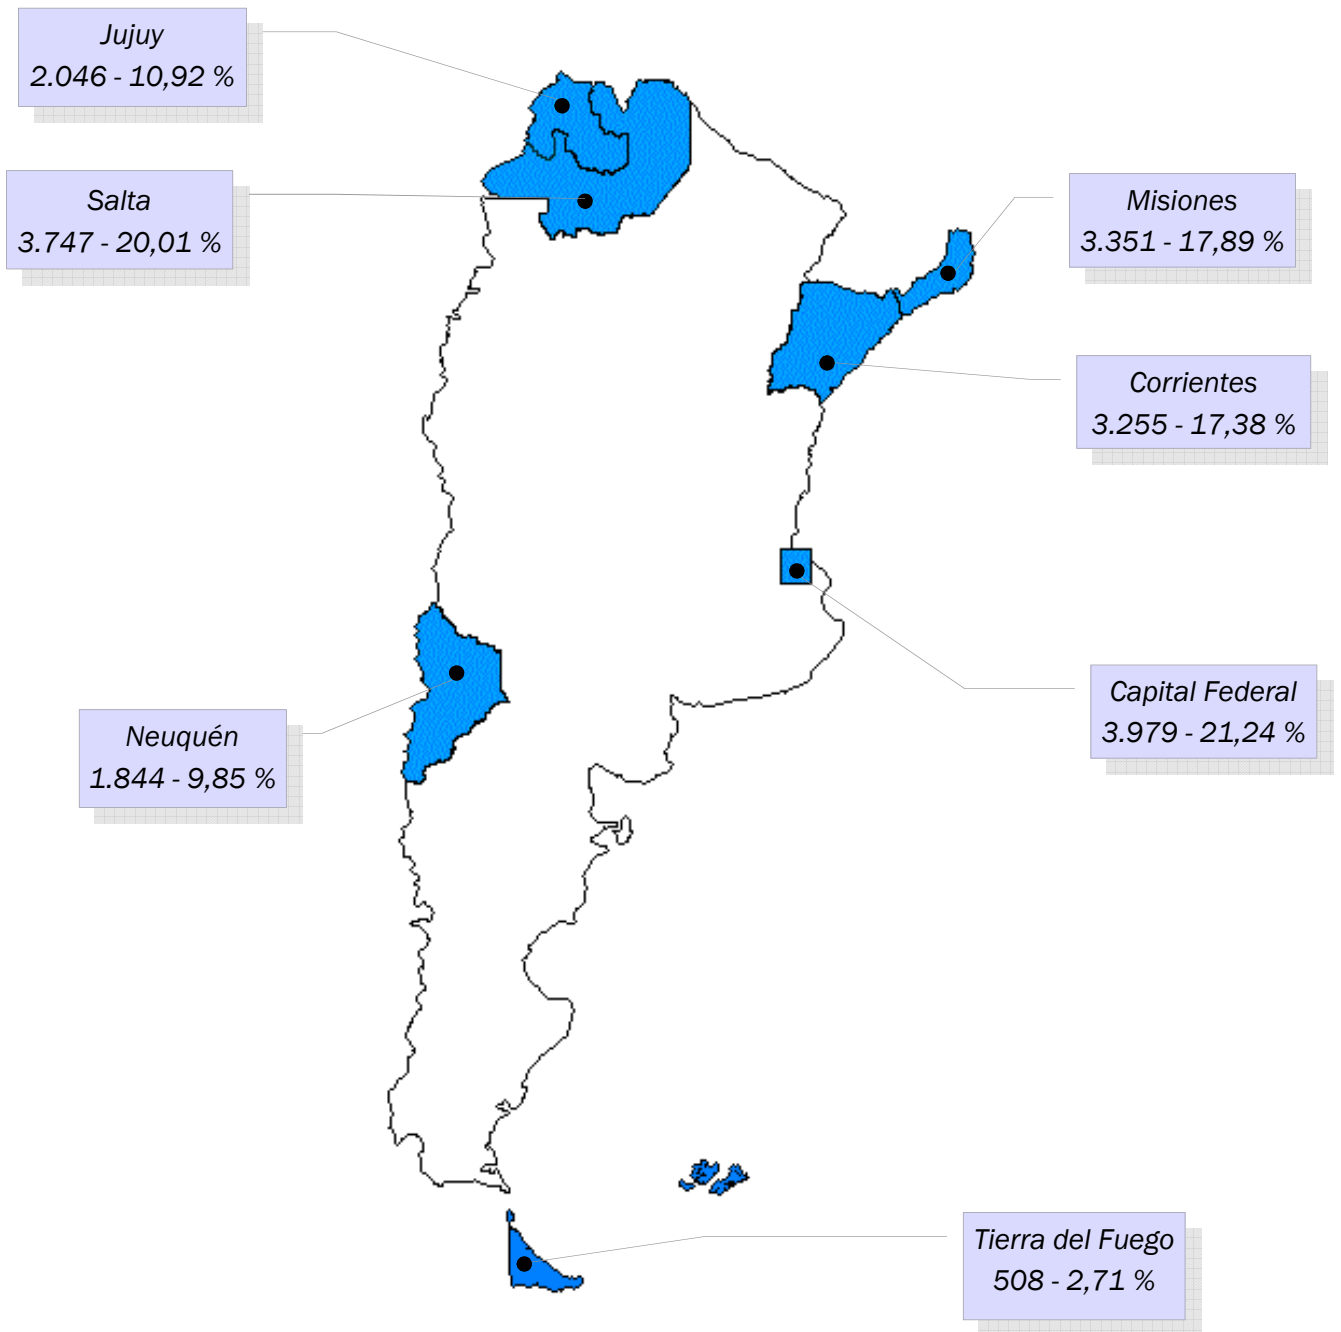 Jujuy
2.046 - 10,92 %
Salta
3.747 - 20,01 %
Misiones
3.351 - 17,89 %
Corrientes
3.255 - 17,38 %
Capital Federal
3.979 - 21,24 %
Neuquén
1.844 - 9,85 %
Tierra del Fuego
508 - 2,71 %